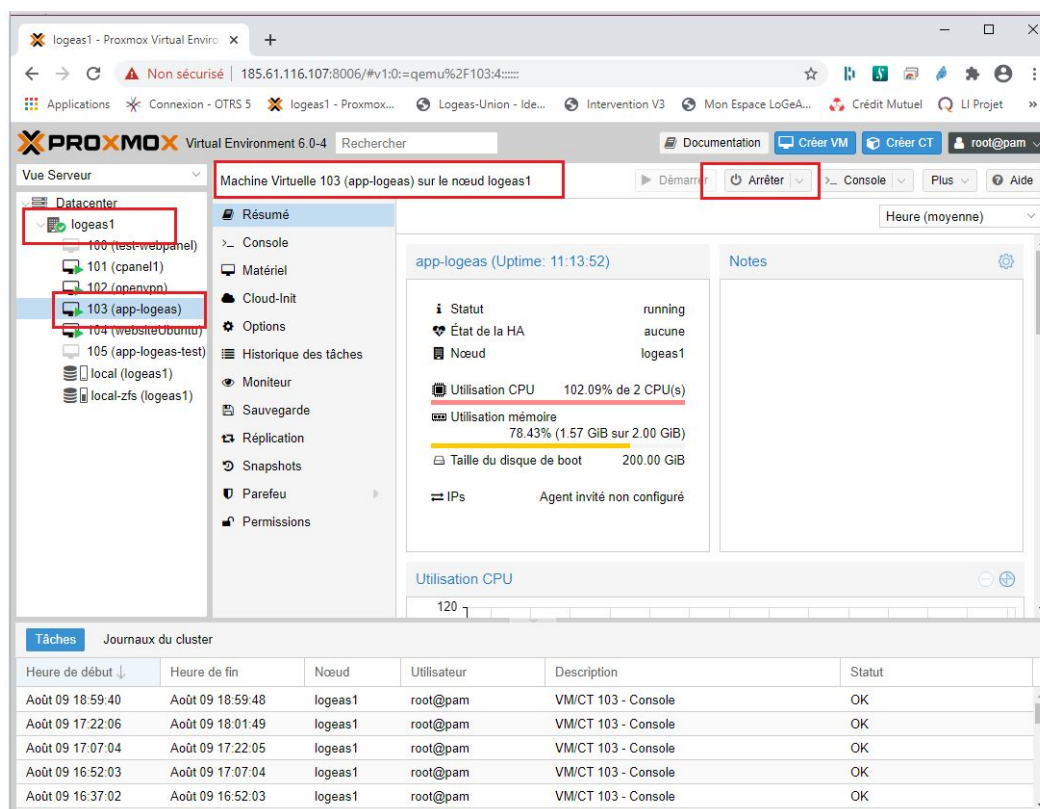 logeas1 - Proxmox Virtual Enviro
Non sécurisé | 185.61.116.107:8006/#v1:0:=qemu%2F103:4::::::
Applications Connexion - OTRS 5 logeas1 - Proxmox... Logeas-Union - Ide... Intervention V3 Mon Espace LoGeA... Crédit Mutuel LI Projet »
PROXMOX Virtual Environment 6.0-4 Rechercher Documentation Créer VM Créer CT root@pam
Vue Serveur
Machine Virtuelle 103 (app-logeas) sur le nœud logeas1 Démarrer Arrêter Console Plus Aide
Datacenter
logeas1
100 (test-webpanel)
101 (cpanel1)
102 (openvpn)
103 (app-logeas)
104 (websiteUbuntu)
105 (app-logeas-test)
local (logeas1)
local-zfs (logeas1)
Résumé
Console
Matériel
Cloud-Init
Options
Historique des tâches
Moniteur
Sauvegarde
Réplication
Snapshots
Parefeu
Permissions
Heure (moyenne)
app-logeas (Uptime: 11:13:52)
Statut running
État de la HA aucune
Nœud logeas1
Utilisation CPU 102.09% de 2 CPU(s)
Utilisation mémoire
78.43% (1.57 GiB sur 2.00 GiB)
Taille du disque de boot 200.00 GiB
IPs Agent invité non configuré
Notes
Utilisation CPU
120
Tâches Journaux du cluster
Heure de début Heure de fin Nœud Utilisateur Description Statut
Août 09 18:59:40 Août 09 18:59:48 logeas1 root@pam VM/CT 103 - Console OK
Août 09 17:22:06 Août 09 18:01:49 logeas1 root@pam VM/CT 103 - Console OK
Août 09 17:07:04 Août 09 17:22:05 logeas1 root@pam VM/CT 103 - Console OK
Août 09 16:52:03 Août 09 17:07:04 logeas1 root@pam VM/CT 103 - Console OK
Août 09 16:37:02 Août 09 16:52:03 logeas1 root@pam VM/CT 103 - Console OK